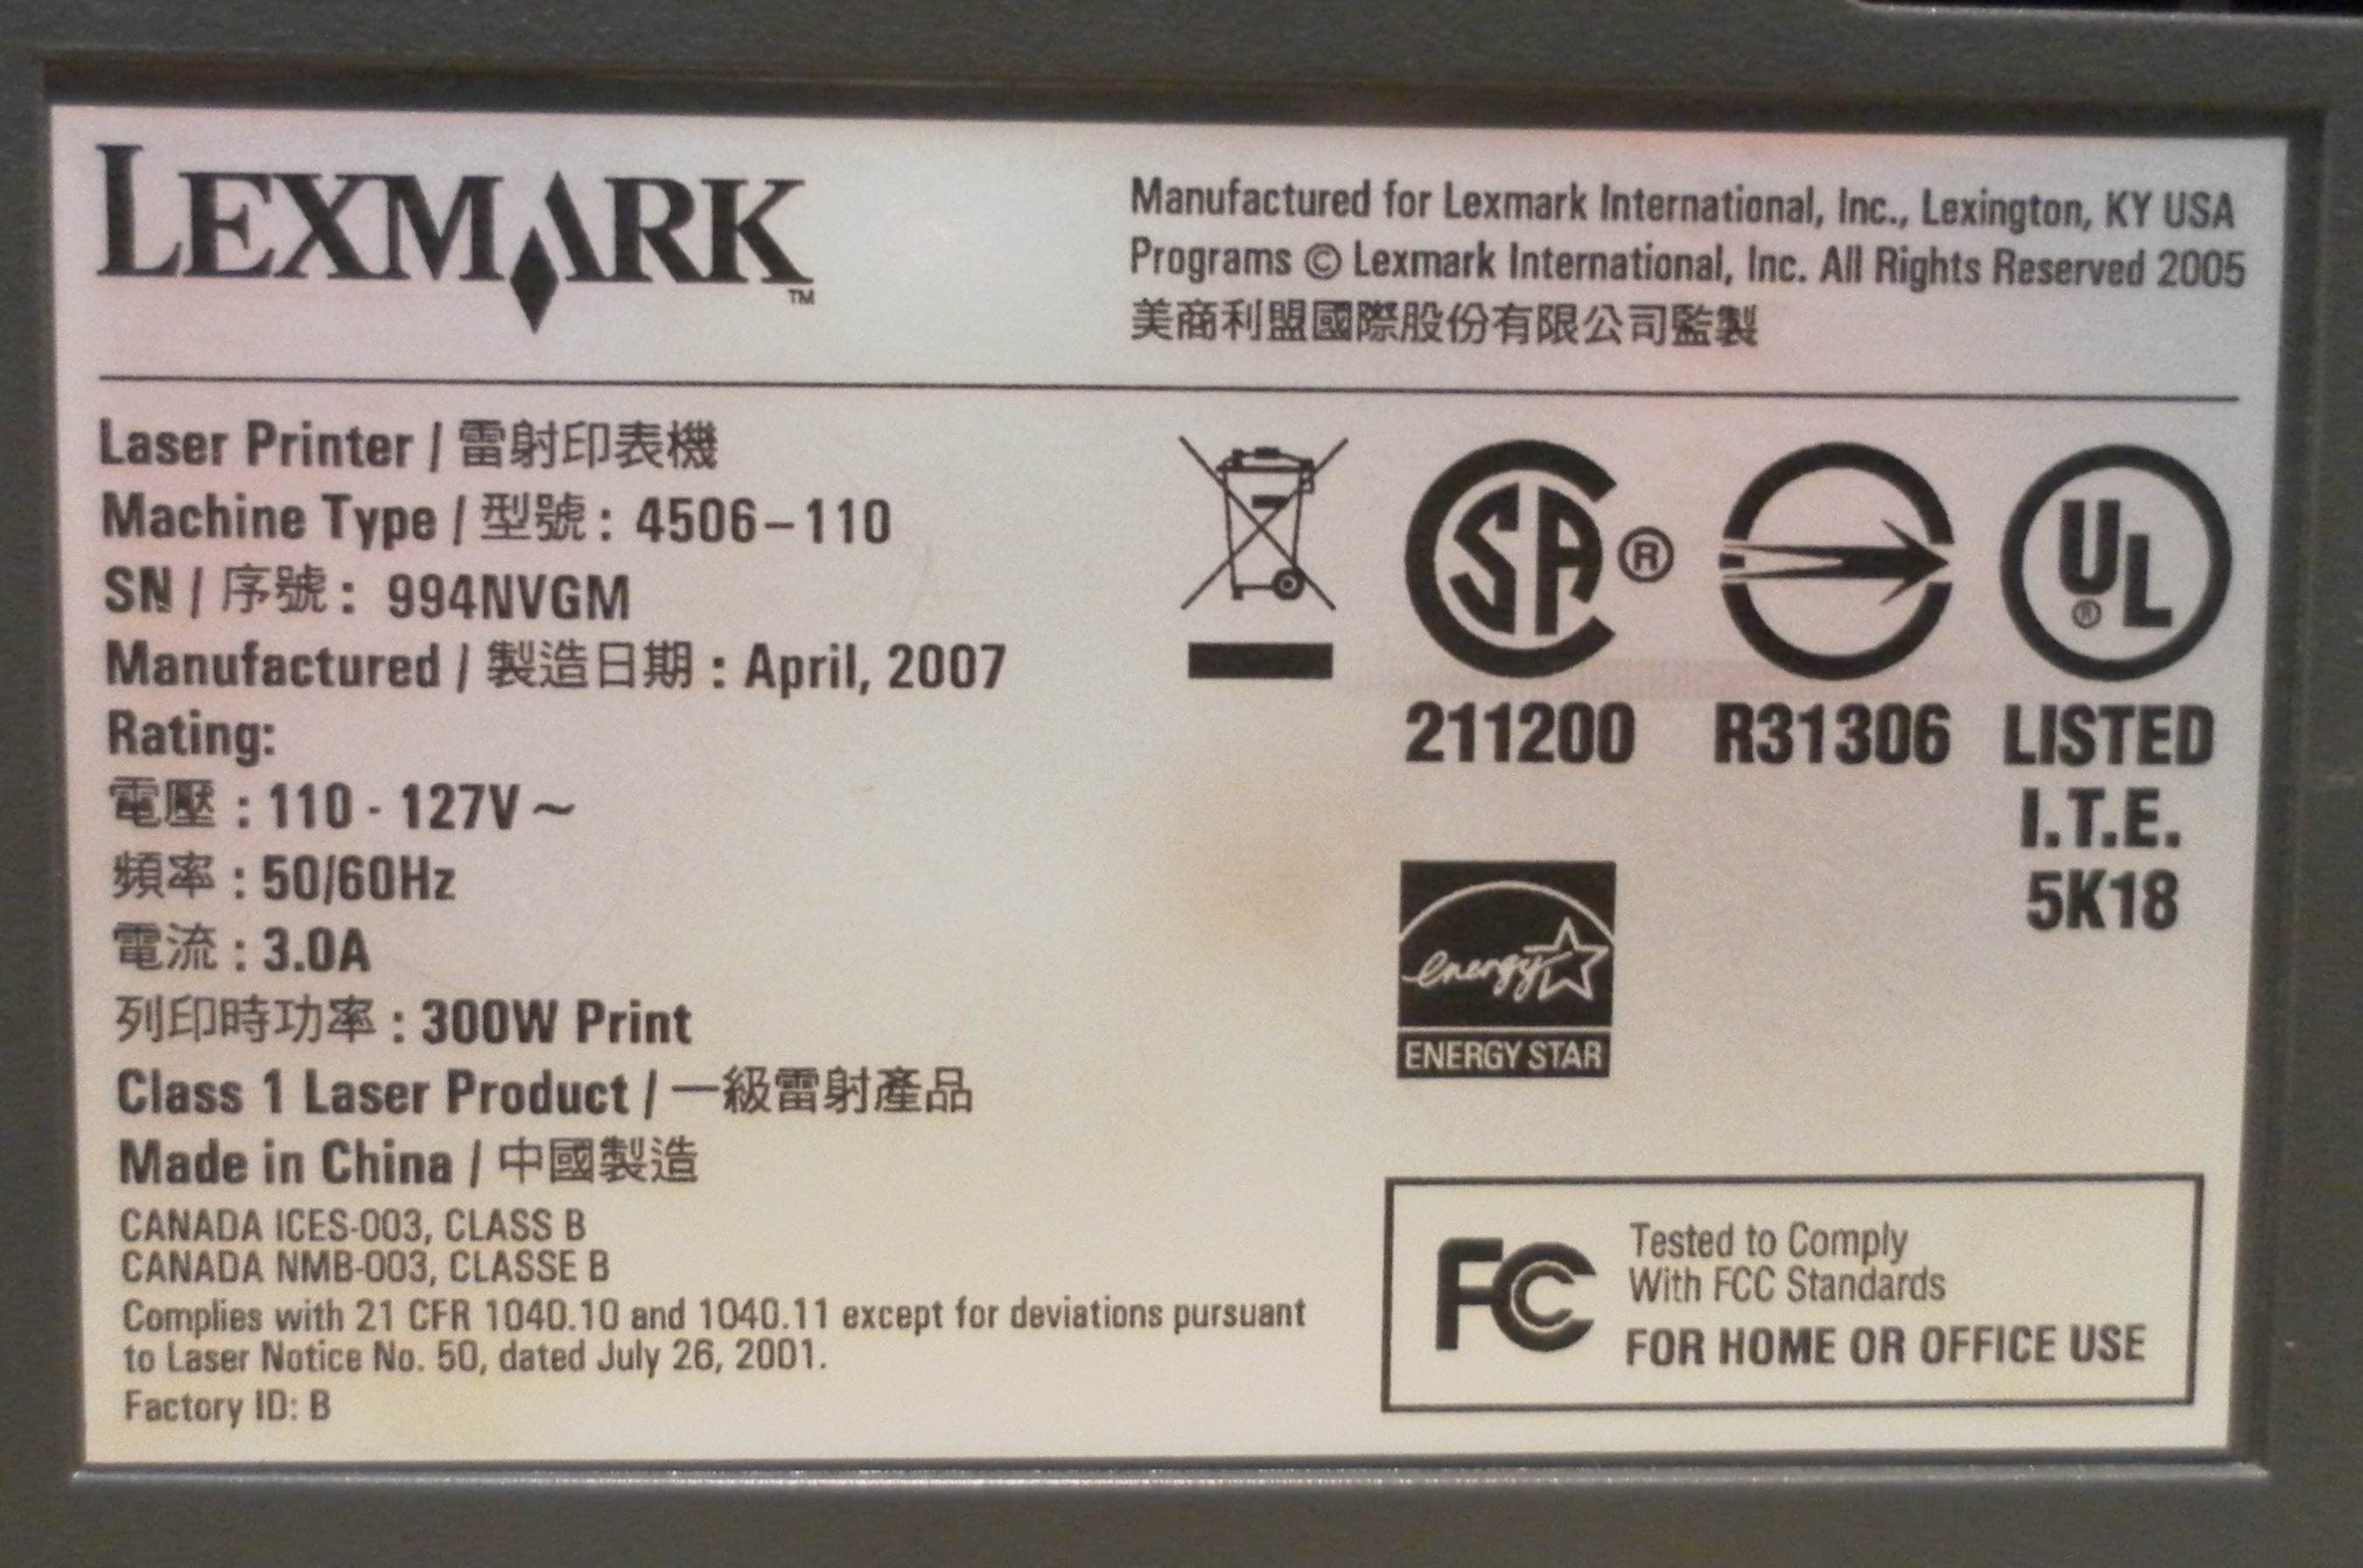 LEXMARK™
Manufactured for Lexmark International, Inc., Lexington, KY USA
Programs © Lexmark International, Inc. All Rights Reserved 2005
美商利盟國際股份有限公司監製
Laser Printer / 雷射印表機
Machine Type / 型號 : 4506-110
SN / 序號 : 994NVGM
Manufactured / 製造日期 : April, 2007
Rating:
電壓 : 110 - 127V ~
頻率 : 50/60Hz
電流 : 3.0A
列印時功率 : 300W Print
Class 1 Laser Product / 一級雷射產品
Made in China / 中國製造
CANADA ICES-003, CLASS B
CANADA NMB-003, CLASSE B
Complies with 21 CFR 1040.10 and 1040.11 except for deviations pursuant
to Laser Notice No. 50, dated July 26, 2001.
Factory ID: B
SA ®
211200
R31306
UL ®
LISTED
I.T.E.
5K18
energy
ENERGY STAR
FC
Tested to Comply
With FCC Standards
FOR HOME OR OFFICE USE